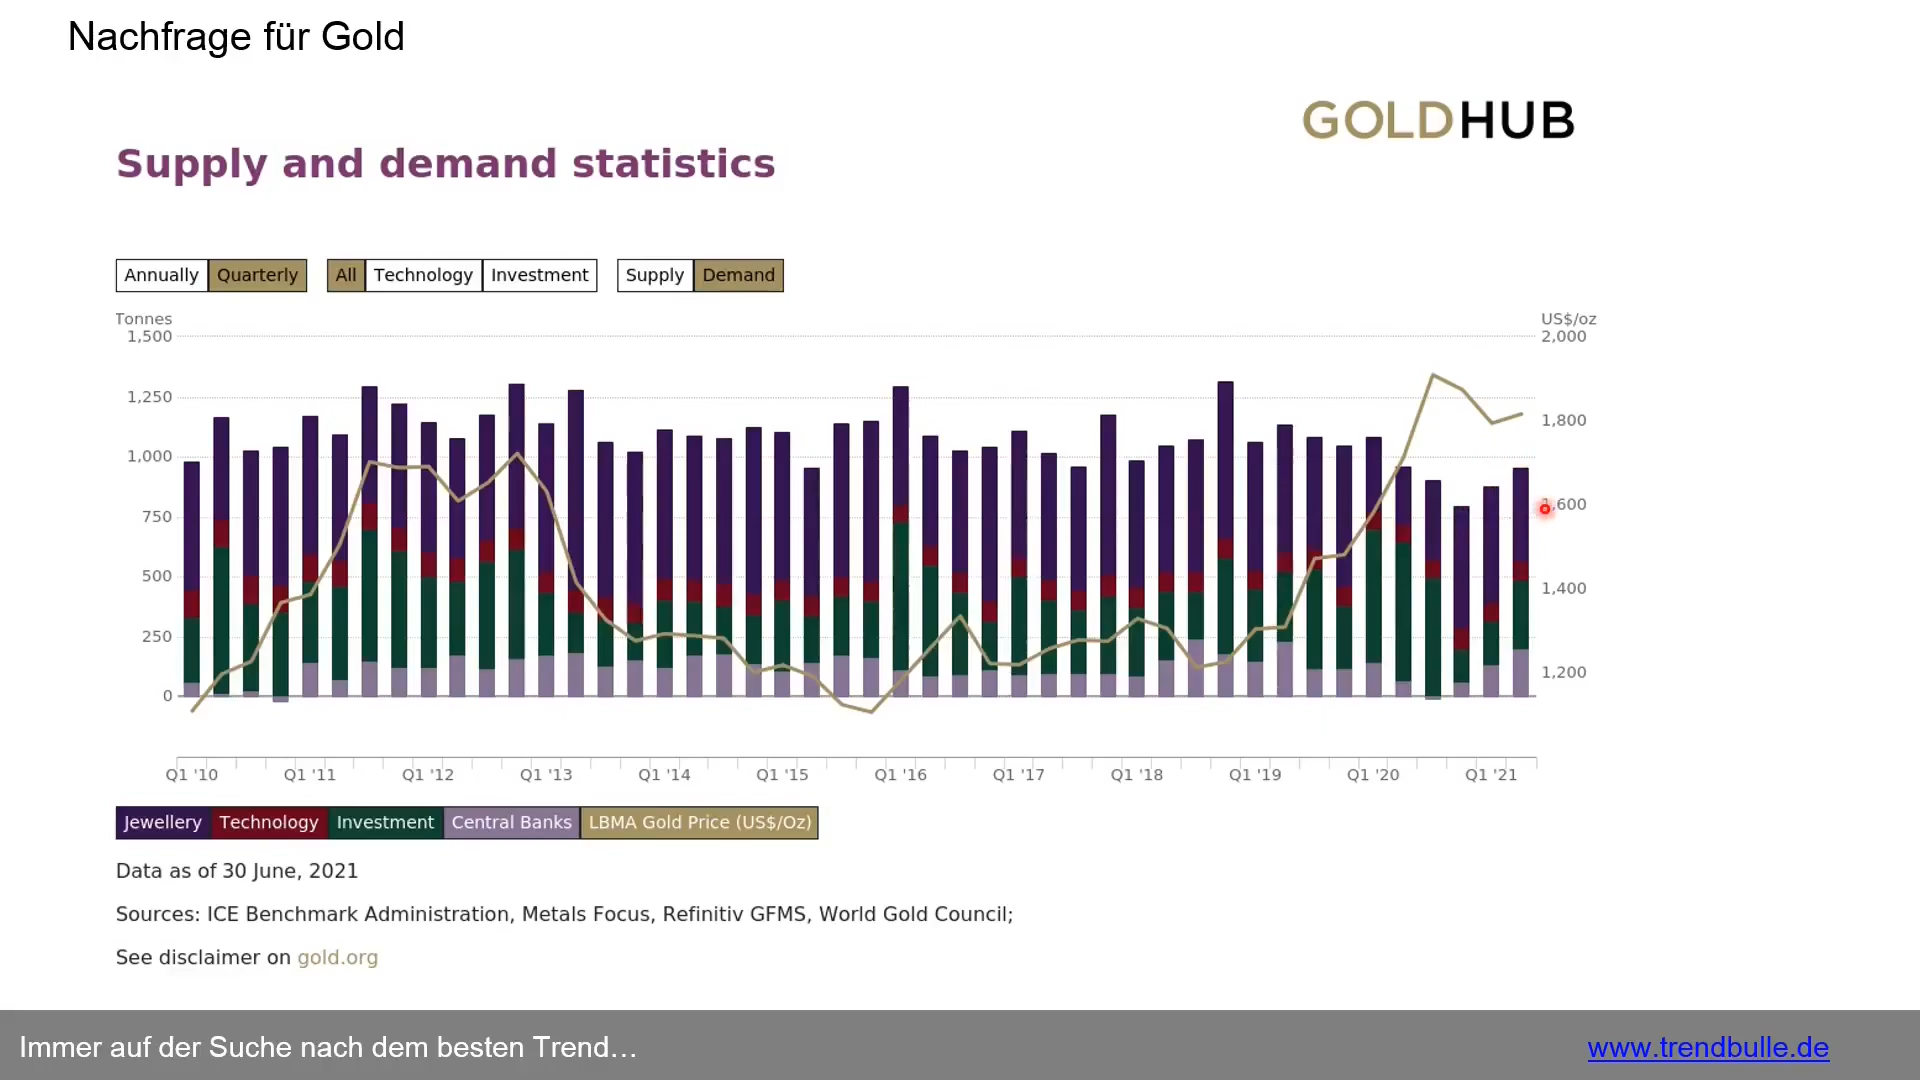 Nachfrage für Gold
GOLDHUB
Supply and demand statistics
Annually Quarterly All Technology Investment Supply Demand
Tonnes US$/oz
1,500 2,000
1,250
1,800
1,000
750 1,600
500
1,400
250
1,200
0
Q1 '10 Q1 '11 Q1 '12 Q1 '13 Q1 '14 Q1 '15 Q1 '16 Q1 '17 Q1 '18 Q1 '19 Q1 '20 Q1 '21
Jewellery Technology Investment Central Banks LBMA Gold Price (US$/Oz)
Data as of 30 June, 2021
Sources: ICE Benchmark Administration, Metals Focus, Refinitiv GFMS, World Gold Council;
See disclaimer on gold.org
Immer auf der Suche nach dem besten Trend… www.trendbulle.de